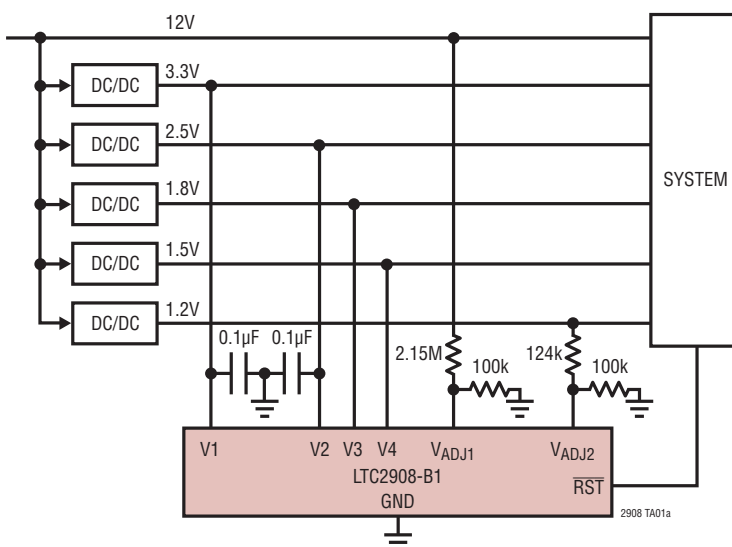 12V
DC/DC
3.3V
DC/DC
2.5V
DC/DC
1.8V
DC/DC
1.5V
DC/DC
1.2V
SYSTEM
0.1µF
0.1µF
2.15M
100k
124k
100k
V1
V2
V3
V4
VADJ1
VADJ2
LTC2908-B1
RST
GND
2908 TA01a